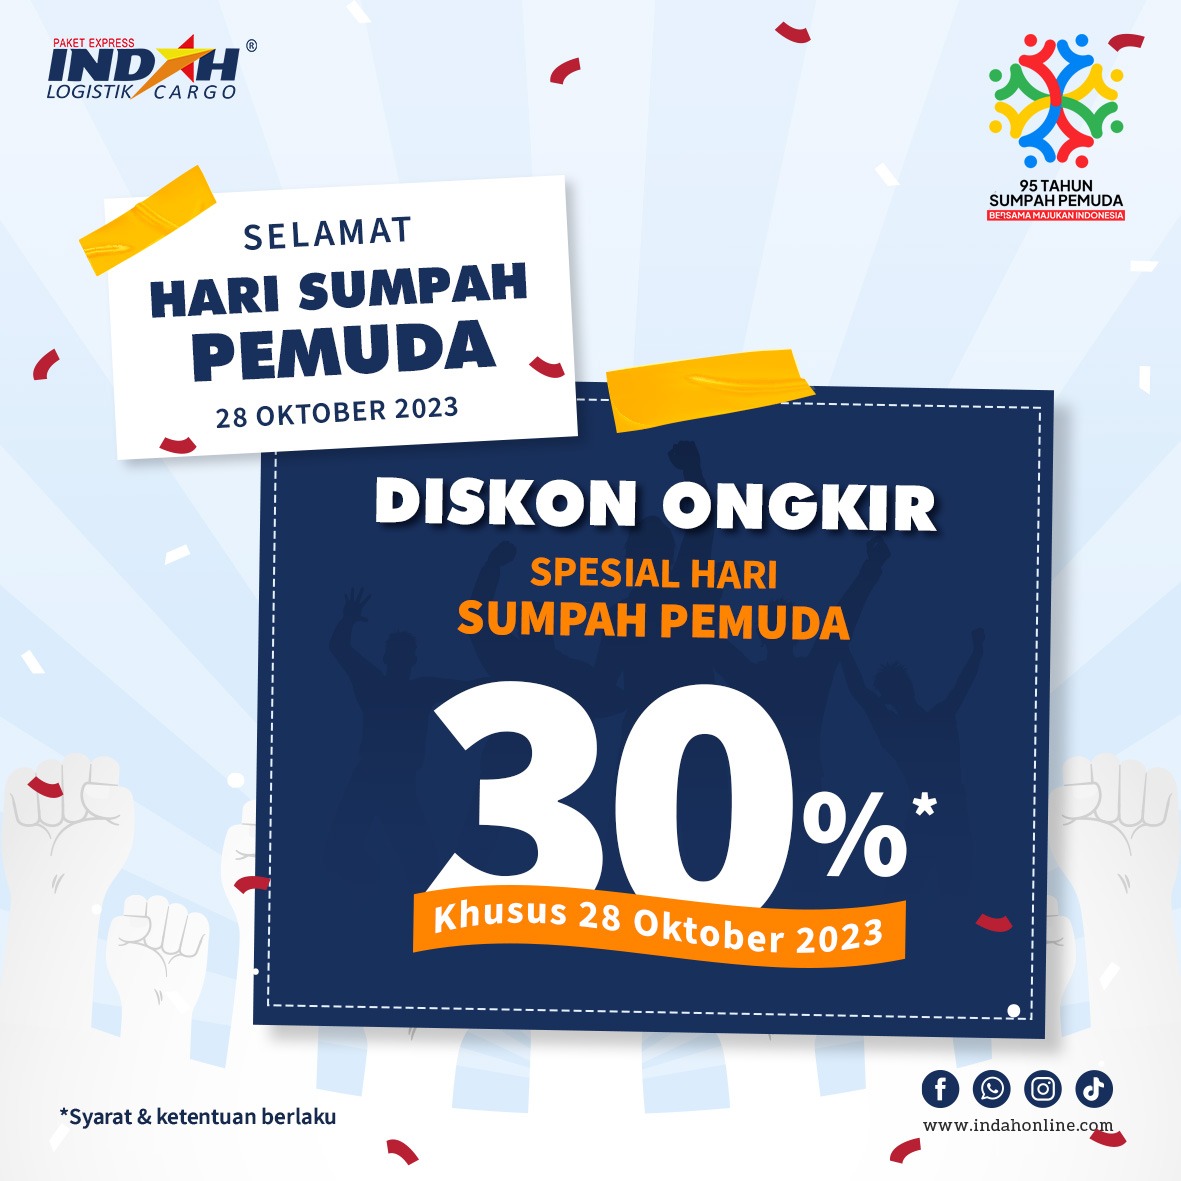 PAKET EXPRESS
INDAH®
LOGISTIK CARGO
95 TAHUN
SUMPAH PEMUDA
BERSAMA MAJUKAN INDONESIA
SELAMAT
HARI SUMPAH
PEMUDA
28 OKTOBER 2023
DISKON ONGKIR
SPESIAL HARI
SUMPAH PEMUDA
30%*
Khusus 28 Oktober 2023
*Syarat & ketentuan berlaku
www.indahonline.com